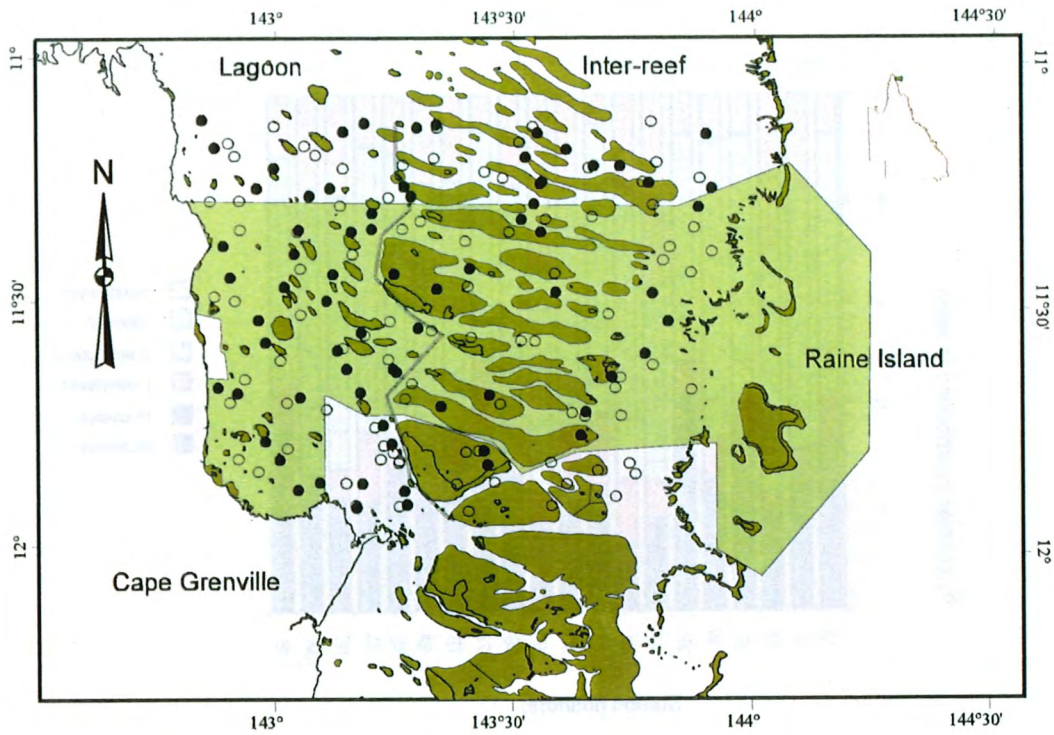 143° 143°30' 144° 144°30'
11° 11°
Lagoon Inter-reef
N
11°30' 11°30'
Raine Island
12° 12°
Cape Grenville
143° 143°30' 144° 144°30'